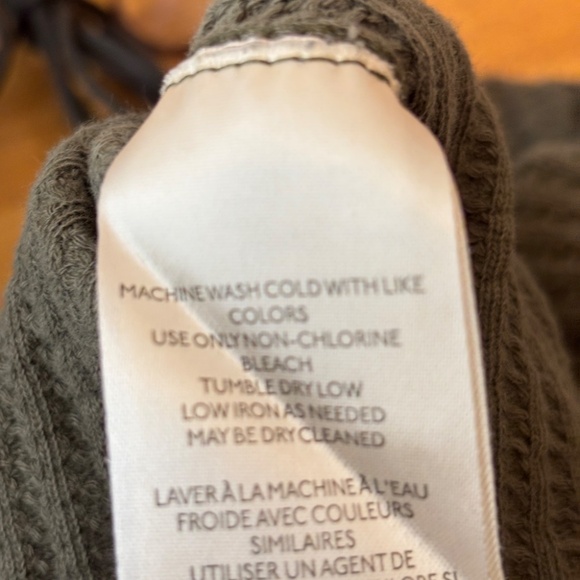 MACHINE WASH COLD WITH LIKE
COLORS
USE ONLY NON-CHLORINE
BLEACH
TUMBLE DRY LOW
LOW IRON AS NEEDED
MAY BE DRY CLEANED
LAVER À LA MACHINE À L'EAU
FROIDE AVEC COULEURS
SIMILAIRES
UTILISER UN AGENT DE